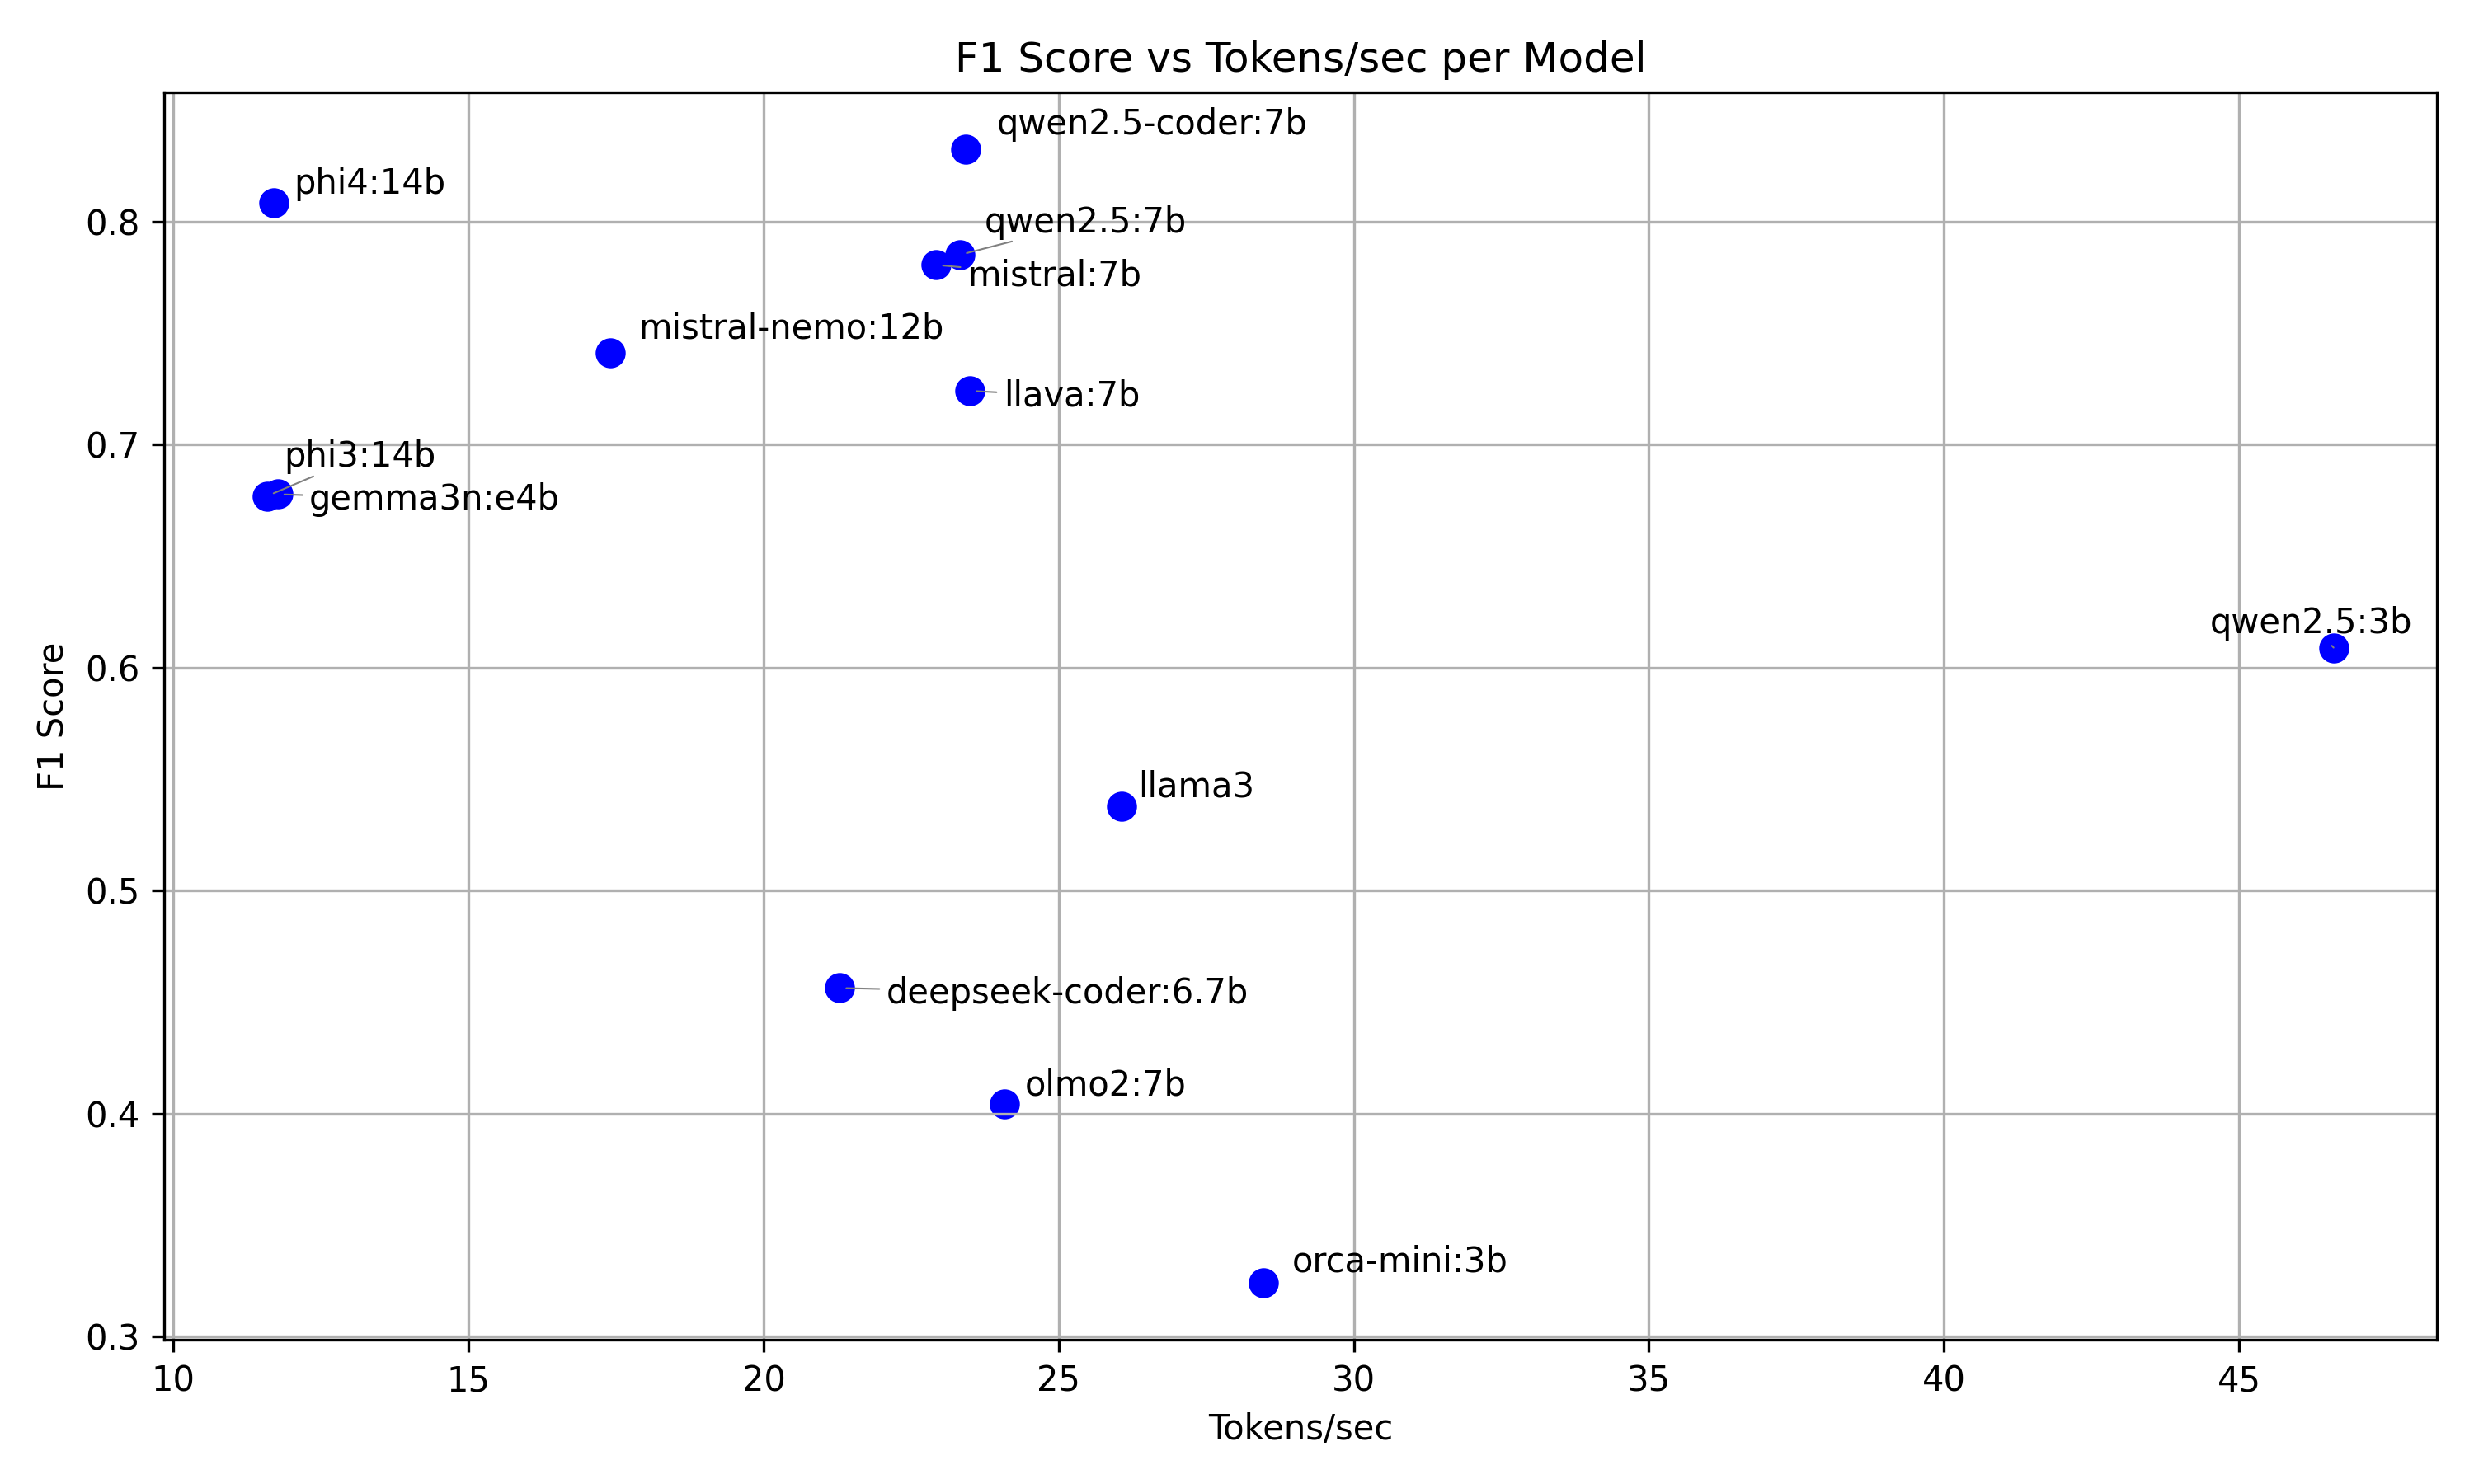 F1 Score vs Tokens/sec per Model
qwen2.5-coder:7b
phi4:14b
qwen2.5:7b
mistral:7b
mistral-nemo:12b
llava:7b
phi3:14b
gemma3n:e4b
qwen2.5:3b
llama3
deepseek-coder:6.7b
olmo2:7b
orca-mini:3b
F1 Score
0.8
0.7
0.6
0.5
0.4
0.3
10 15 20 25 30 35 40 45
Tokens/sec